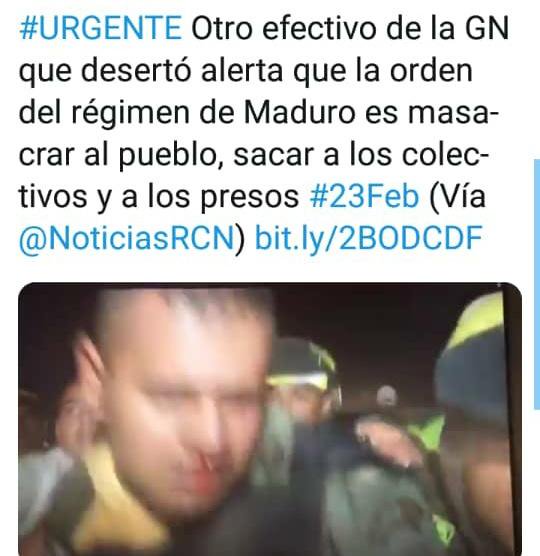 #URGENTE Otro efectivo de la GN
que desertó alerta que la orden
del régimen de Maduro es masa-
crar al pueblo, sacar a los colec-
tivos y a los presos #23Feb (Vía
@NoticiasRCN) bit.ly/2BODCDF